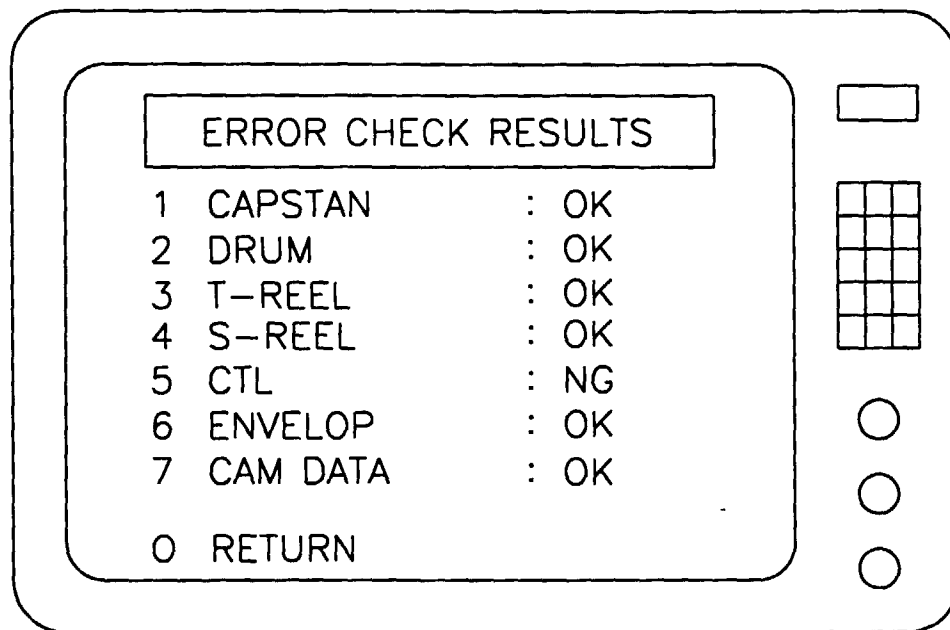 ERROR CHECK RESULTS
1 CAPSTAN : OK
2 DRUM : OK
3 T-REEL : OK
4 S-REEL : OK
5 CTL : NG
6 ENVELOP : OK
7 CAM DATA : OK
0 RETURN